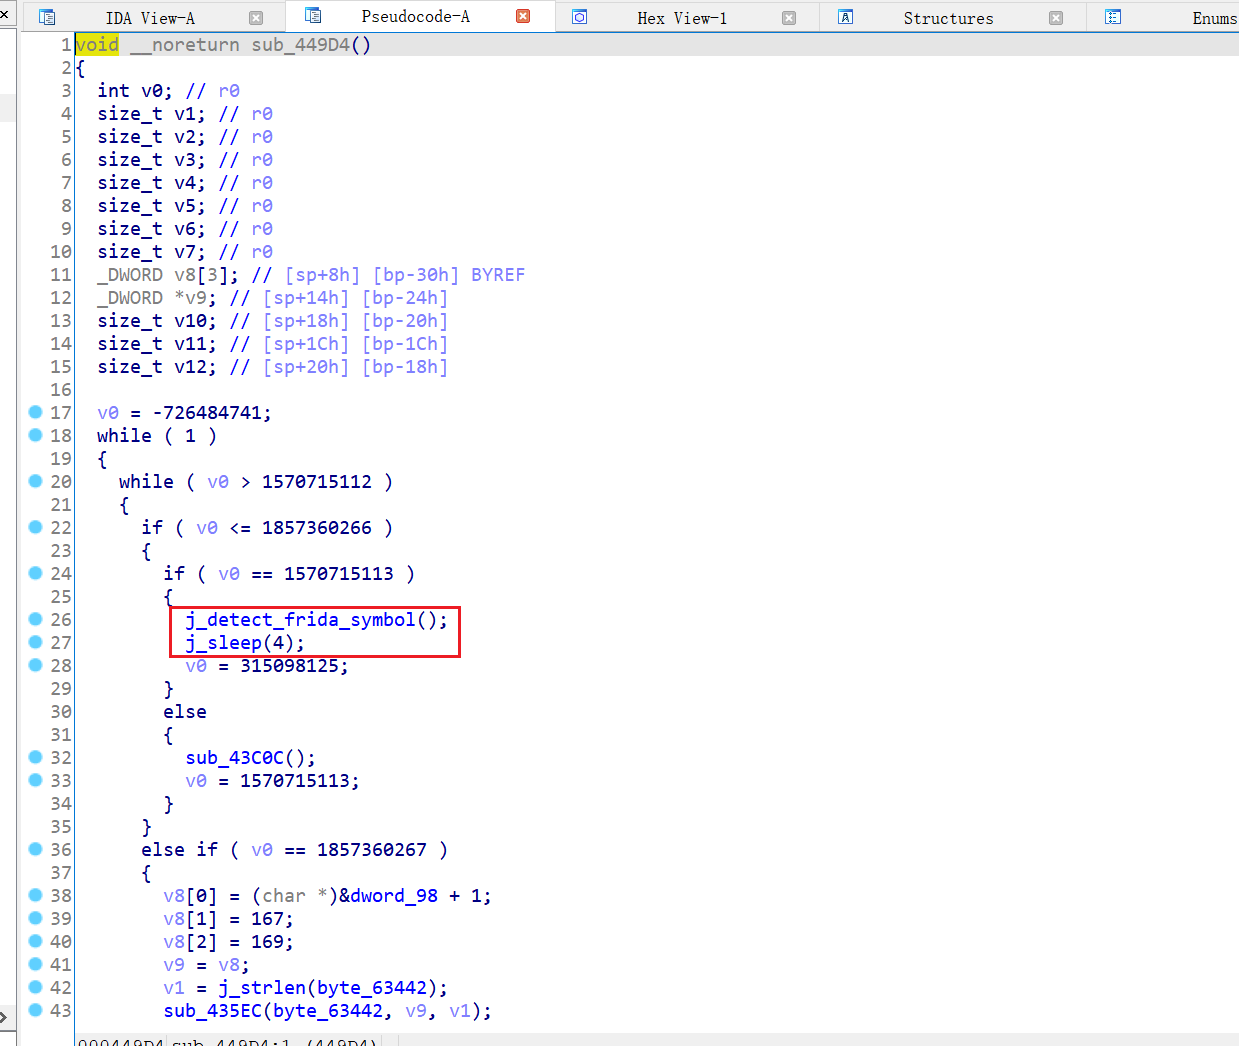 IDA View-A Pseudocode-A Hex View-1 Structures Enums
1 void __noreturn sub_449D4()
2 {
3 int v0; // r0
4 size_t v1; // r0
5 size_t v2; // r0
6 size_t v3; // r0
7 size_t v4; // r0
8 size_t v5; // r0
9 size_t v6; // r0
10 size_t v7; // r0
11 _DWORD v8[3]; // [sp+8h] [bp-30h] BYREF
12 _DWORD *v9; // [sp+14h] [bp-24h]
13 size_t v10; // [sp+18h] [bp-20h]
14 size_t v11; // [sp+1Ch] [bp-1Ch]
15 size_t v12; // [sp+20h] [bp-18h]
16
17 v0 = -726484741;
18 while ( 1 )
19 {
20 while ( v0 > 1570715112 )
21 {
22 if ( v0 <= 1857360266 )
23 {
24 if ( v0 == 1570715113 )
25 {
26 j_detect_frida_symbol();
27 j_sleep(4);
28 v0 = 315098125;
29 }
30 else
31 {
32 sub_43C0C();
33 v0 = 1570715113;
34 }
35 }
36 else if ( v0 == 1857360267 )
37 {
38 v8[0] = (char *)&dword_98 + 1;
39 v8[1] = 167;
40 v8[2] = 169;
41 v9 = v8;
42 v1 = j_strlen(byte_63442);
43 sub_435EC(byte_63442, v9, v1);
000449D4 sub_449D4:1 (449D4)